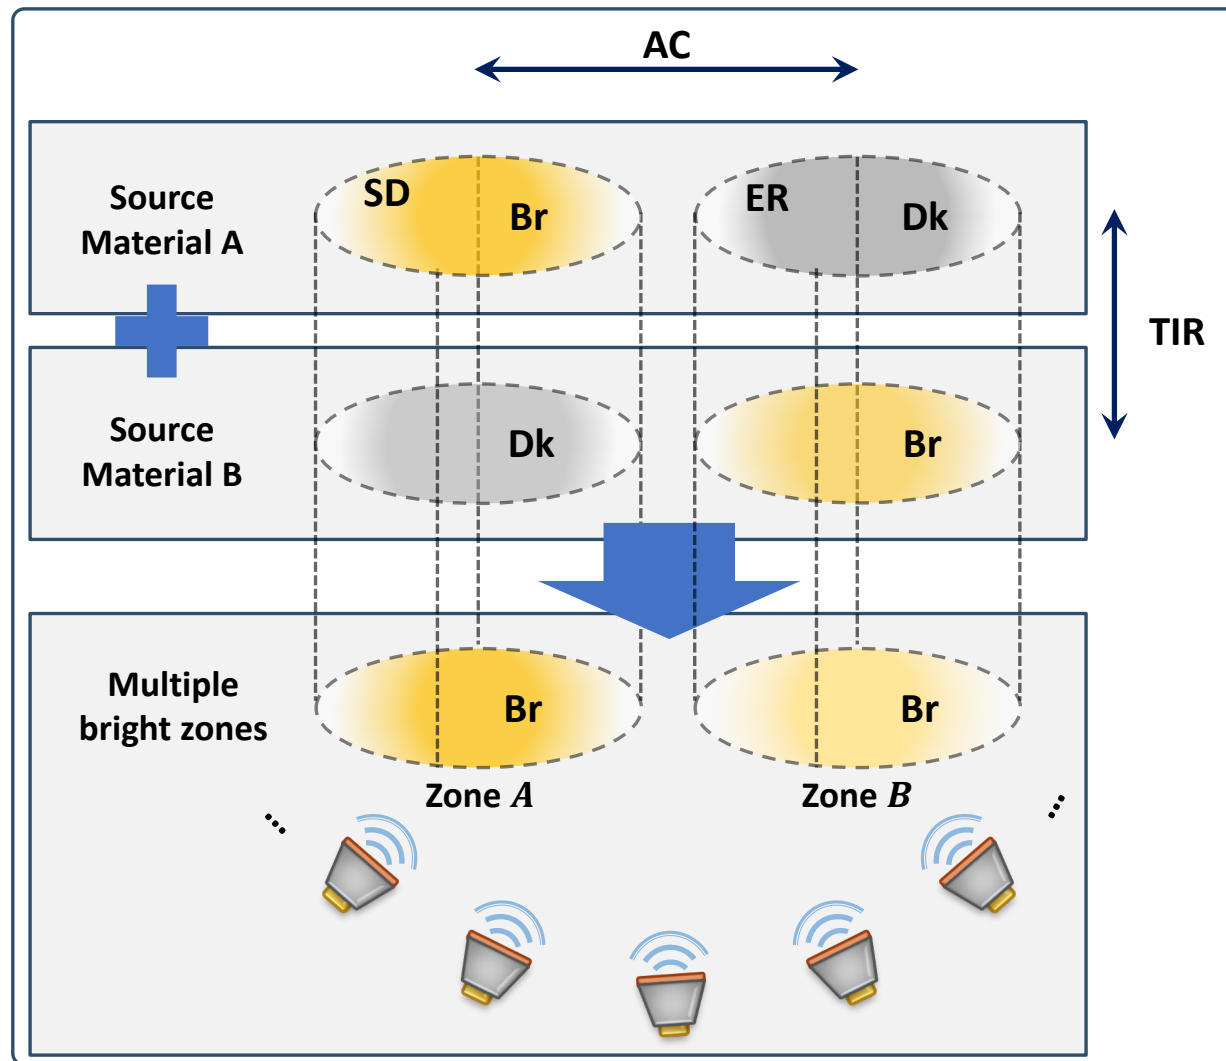 AC
Source
Material A
SD
Br
ER
Dk
TIR
Source
Material B
Dk
Br
Multiple
bright zones
Br
Br
Zone A
Zone B